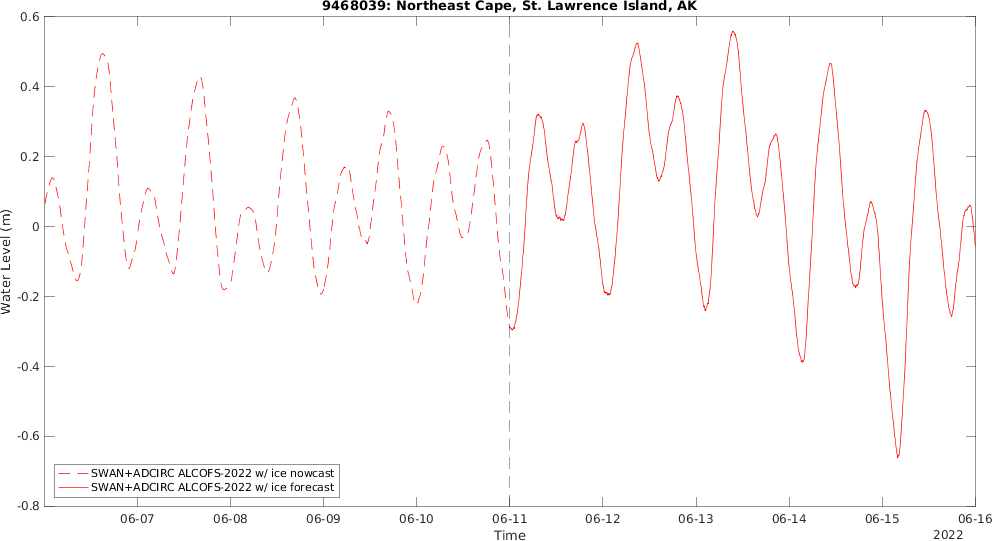 9468039: Northeast Cape, St. Lawrence Island, AK
0.6
0.4
0.2
0
-0.2
-0.4
-0.6
-0.8
Water Level (m)
SWAN+ADCIRC ALCOFS-2022 w/ ice nowcast
SWAN+ADCIRC ALCOFS-2022 w/ ice forecast
06-07 06-08 06-09 06-10 06-11 06-12 06-13 06-14 06-15 06-16
Time
2022